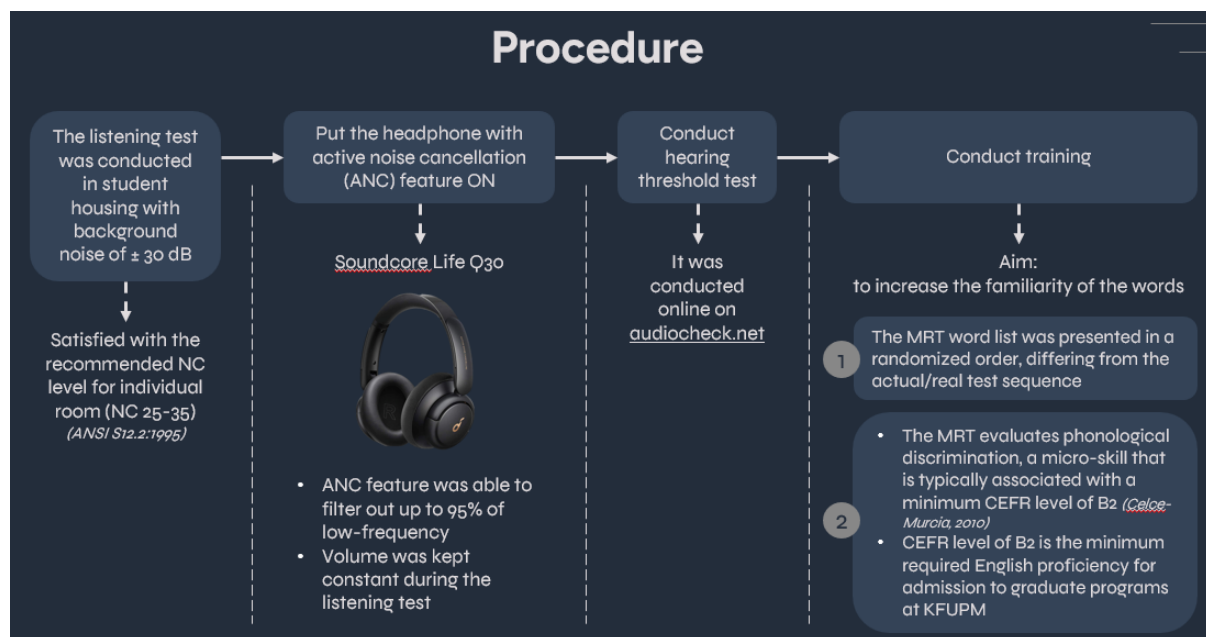 Procedure
The listening test
was conducted
in student
housing with
background
noise of ± 30 dB
Satisfied with the
recommended NC
level for individual
room (NC 25-35)
(ANSI S12.2:1995)
Put the headphone with
active noise cancellation
(ANC) feature ON
Soundcore Life Q30
• ANC feature was able to
filter out up to 95% of
low-frequency
• Volume was kept
constant during the
listening test
Conduct
hearing
threshold test
It was
conducted
online on
audiocheck.net
Conduct training
Aim:
to increase the familiarity of the words
1
The MRT word list was presented in a
randomized order, differing from the
actual/real test sequence
2
• The MRT evaluates phonological
discrimination, a micro-skill that
is typically associated with a
minimum CEFR level of B2 (Celce-
Murcia, 2010)
• CEFR level of B2 is the minimum
required English proficiency for
admission to graduate programs
at KFUPM